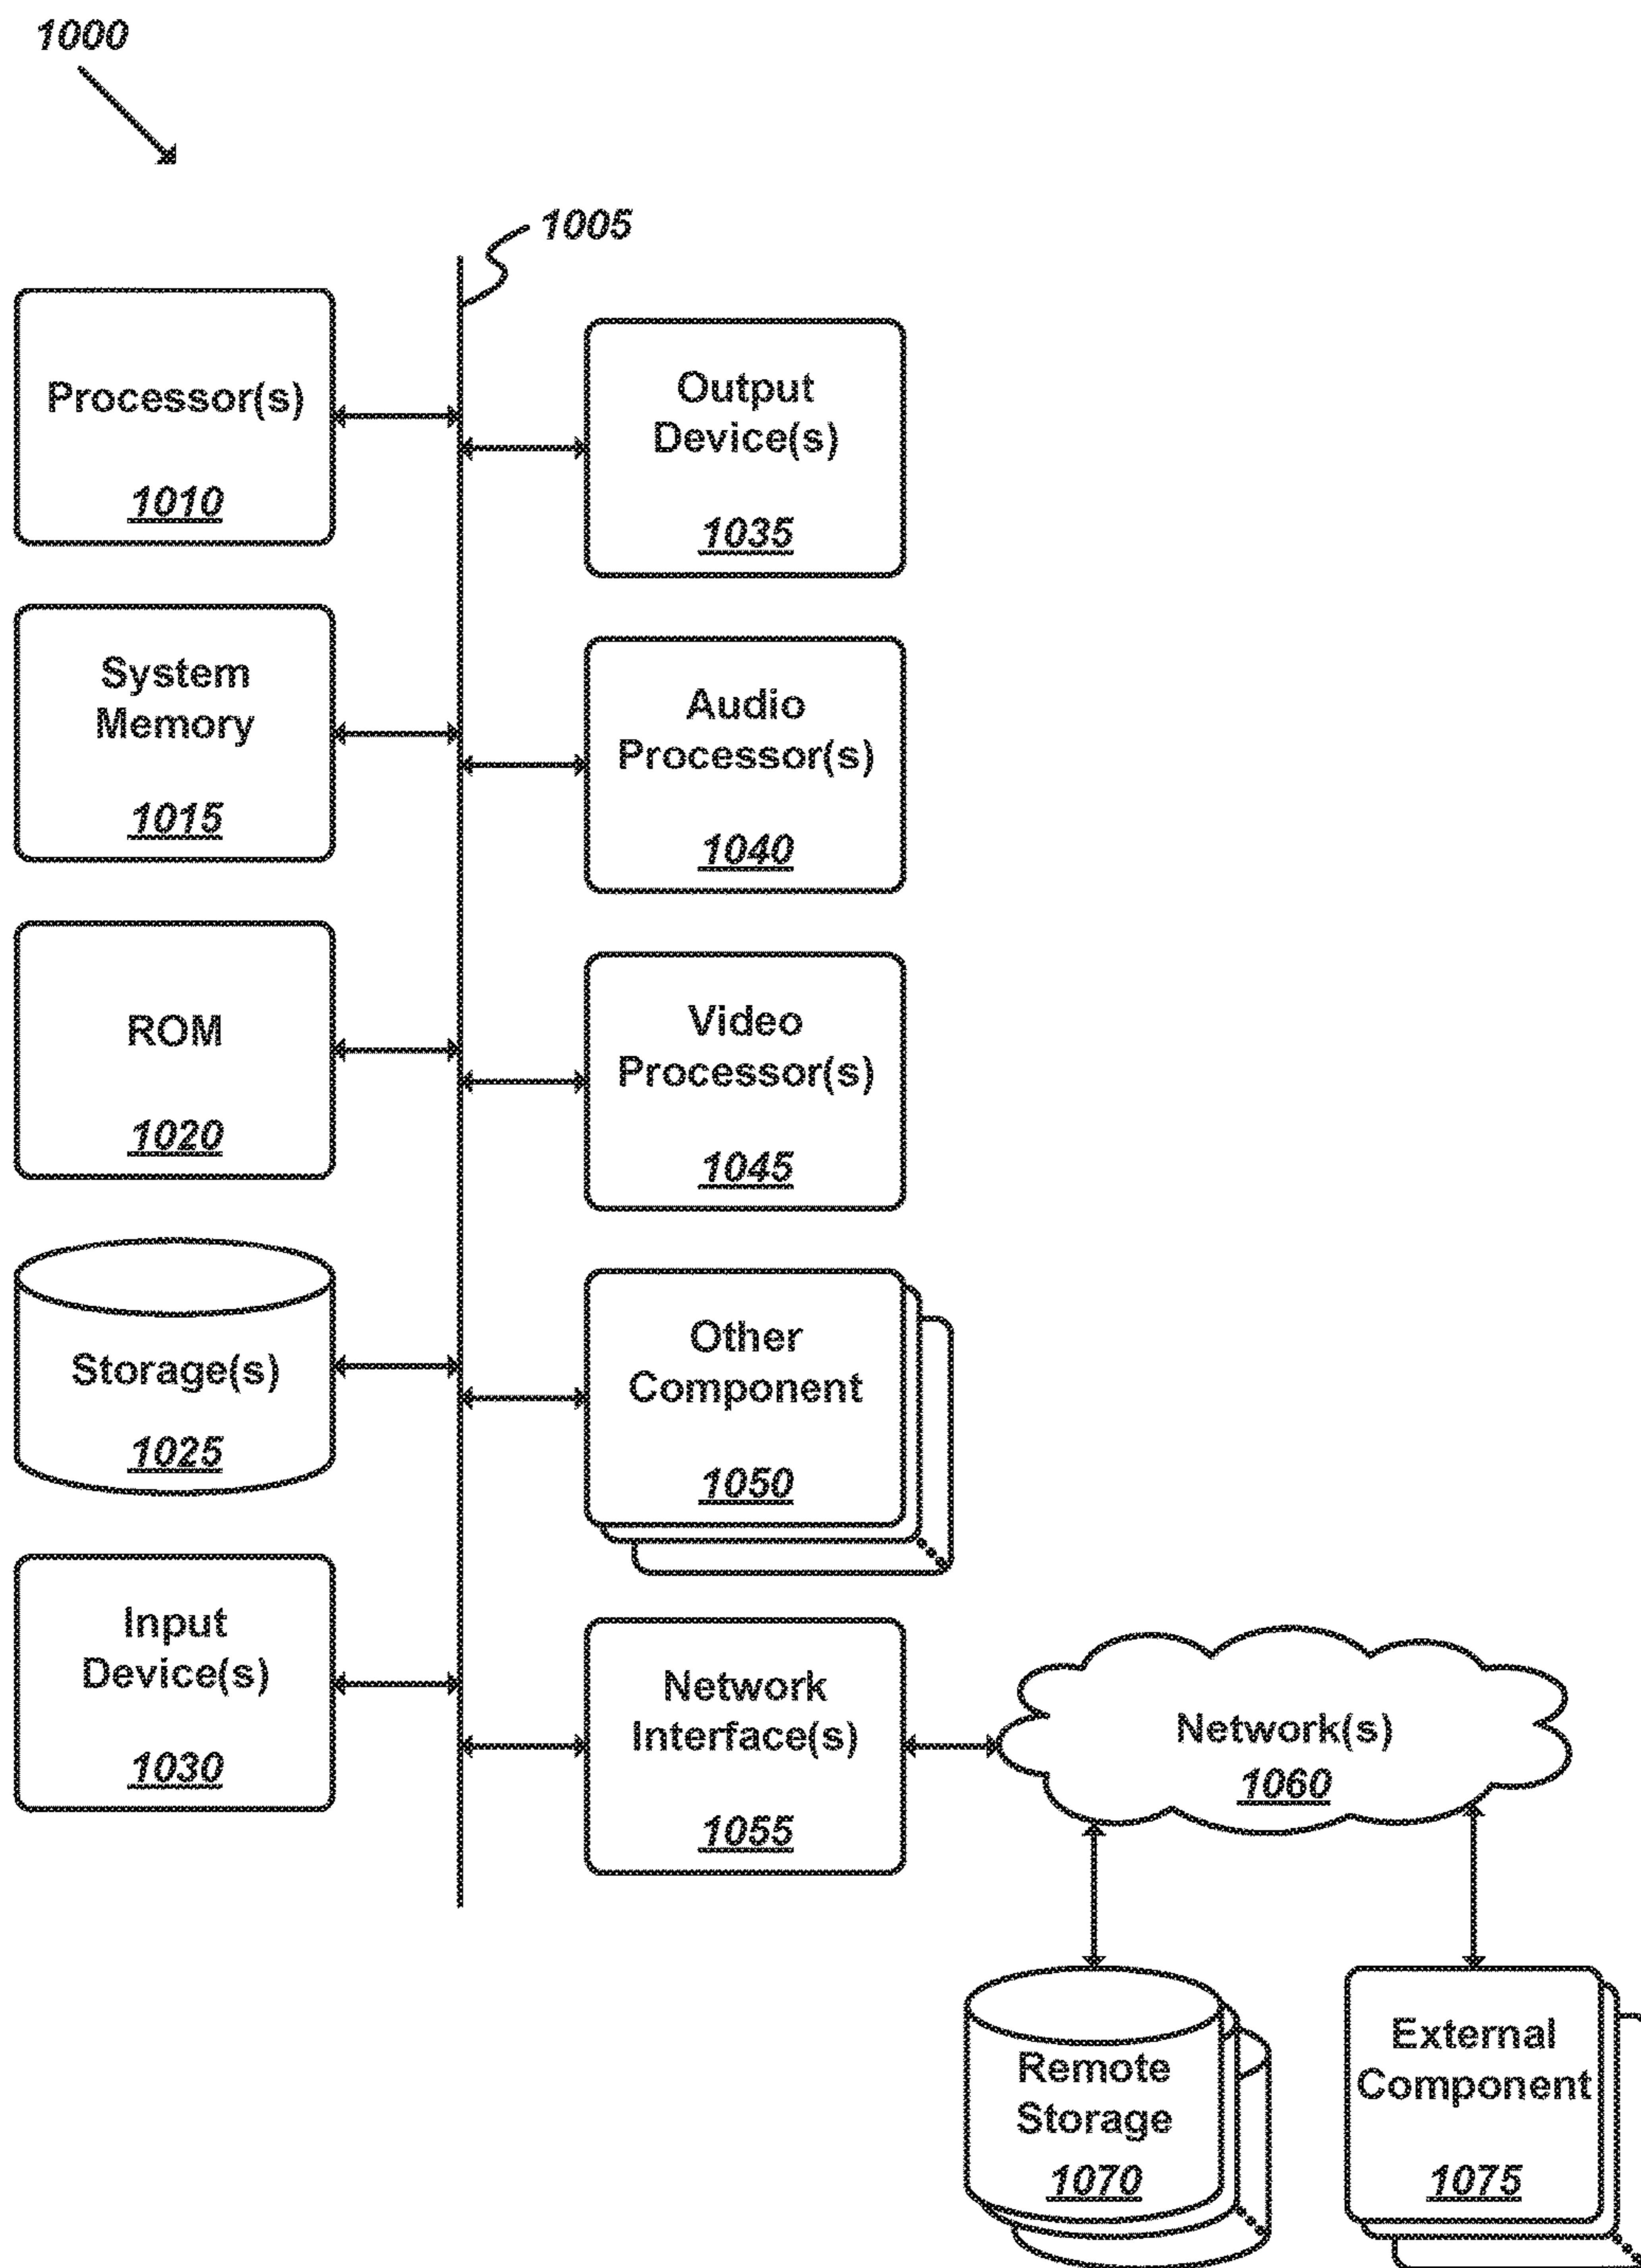 1000
1005
Processor(s)
1010
Output
Device(s)
1035
System
Memory
1015
Audio
Processor(s)
1040
ROM
1020
Video
Processor(s)
1045
Storage(s)
1025
Other
Component
1050
Input
Device(s)
1030
Network
Interface(s)
1055
Network(s)
1060
Remote
Storage
1070
External
Component
1075